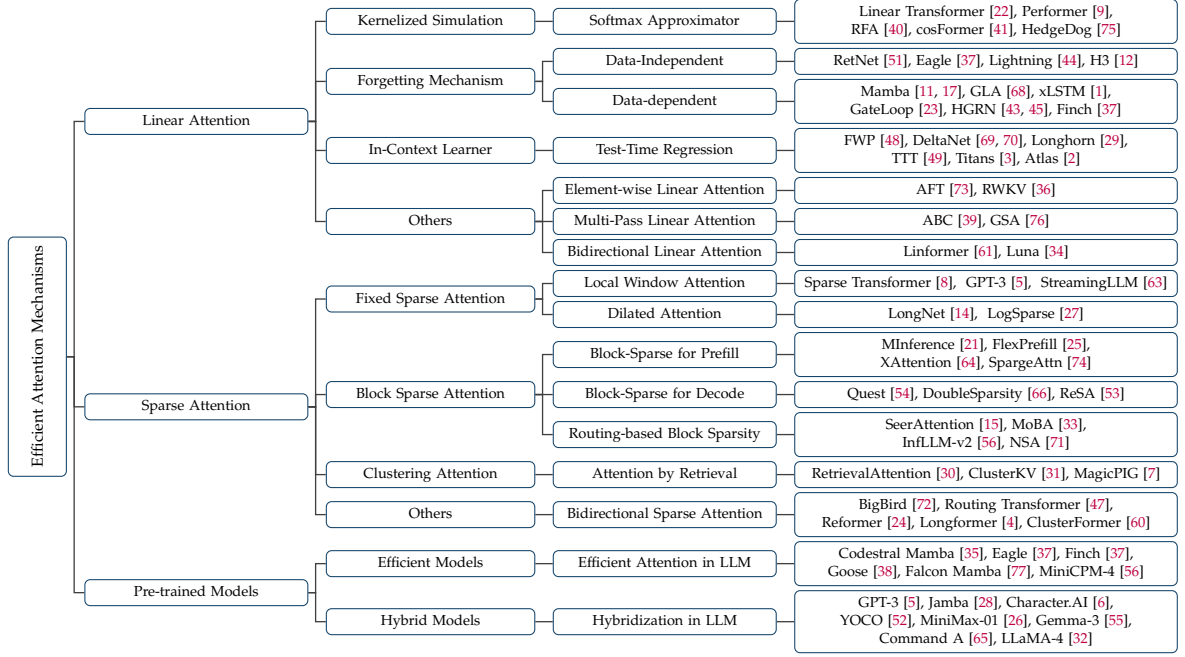 Efficient Attention Mechanisms
Linear Attention
Kernelized Simulation
Softmax Approximator
Linear Transformer [22], Performer [9],
RFA [40], cosFormer [41], HedgeDog [75]
Forgetting Mechanism
Data-Independent
RetNet [51], Eagle [37], Lightning [44], H3 [12]
Data-dependent
Mamba [11, 17], GLA [68], xLSTM [1],
GateLoop [23], HGRN [43, 45], Finch [37]
In-Context Learner
Test-Time Regression
FWP [48], DeltaNet [69, 70], Longhorn [29],
TTT [49], Titans [3], Atlas [2]
Others
Element-wise Linear Attention
AFT [73], RWKV [36]
Multi-Pass Linear Attention
ABC [39], GSA [76]
Bidirectional Linear Attention
Linformer [61], Luna [34]
Sparse Attention
Fixed Sparse Attention
Local Window Attention
Sparse Transformer [8], GPT-3 [5], StreamingLLM [63]
Dilated Attention
LongNet [14], LogSparse [27]
Block Sparse Attention
Block-Sparse for Prefill
MInference [21], FlexPrefill [25],
XAttention [64], SpargeAttn [74]
Block-Sparse for Decode
Quest [54], DoubleSparsity [66], ReSA [53]
Routing-based Block Sparsity
SeerAttention [15], MoBA [33],
InfLLM-v2 [56], NSA [71]
Clustering Attention
Attention by Retrieval
RetrievalAttention [30], ClusterKV [31], MagicPIG [7]
Others
Bidirectional Sparse Attention
BigBird [72], Routing Transformer [47],
Reformer [24], Longformer [4], ClusterFormer [60]
Pre-trained Models
Efficient Models
Efficient Attention in LLM
Codestral Mamba [35], Eagle [37], Finch [37],
Goose [38], Falcon Mamba [77], MiniCPM-4 [56]
Hybrid Models
Hybridization in LLM
GPT-3 [5], Jamba [28], Character.AI [6],
YOCO [52], MiniMax-01 [26], Gemma-3 [55],
Command A [65], LLaMA-4 [32]